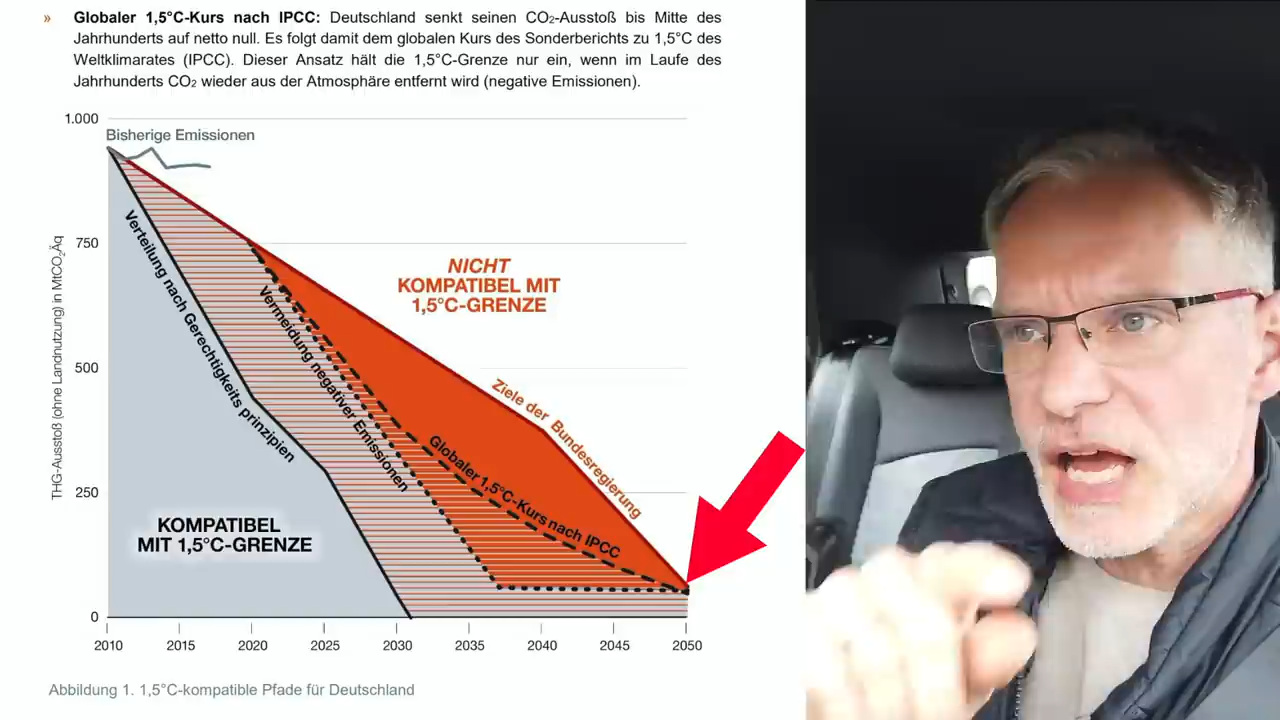 » Globaler 1,5°C-Kurs nach IPCC: Deutschland senkt seinen CO₂-Ausstoß bis Mitte des
Jahrhunderts auf netto null. Es folgt damit dem globalen Kurs des Sonderberichts zu 1,5°C des
Weltklimarates (IPCC). Dieser Ansatz hält die 1,5°C-Grenze nur ein, wenn im Laufe des
Jahrhunderts CO₂ wieder aus der Atmosphäre entfernt wird (negative Emissionen).
1.000
Bisherige Emissionen
750
500
250
0
THG-Ausstoß (ohne Landnutzung) in MtCO₂Äq
Verteilung nach Gerechtigkeits prinzipien
Vermeidung negativer Emissionen
NICHT
KOMPATIBEL MIT
1,5°C-GRENZE
Ziele der Bundesregierung
Globaler 1,5°C-Kurs nach IPCC
KOMPATIBEL
MIT 1,5°C-GRENZE
2010 2015 2020 2025 2030 2035 2040 2045 2050
Abbildung 1. 1,5°C-kompatible Pfade für Deutschland